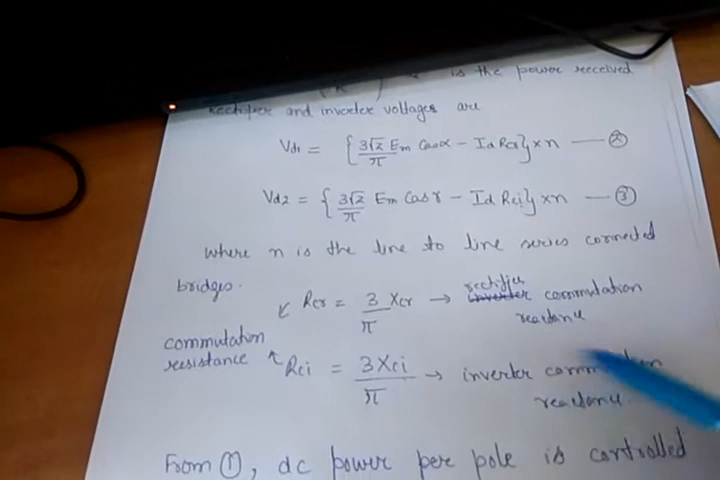 is the power received
Rectifier and inverter voltages are
Vd1 = { 3√2/π Em Cosα - Id Rcr } × n — ②
Vd2 = { 3√2/π Em Cosγ - Id Rci } × n — ③
where n is the line to line series connected
bridges.
Rcr = 3/π Xcr → rectifier commutation
reactance
commutation
resistance
Rci = 3Xci/π → inverter commutation
reactance.
From ①, dc power per pole is controlled